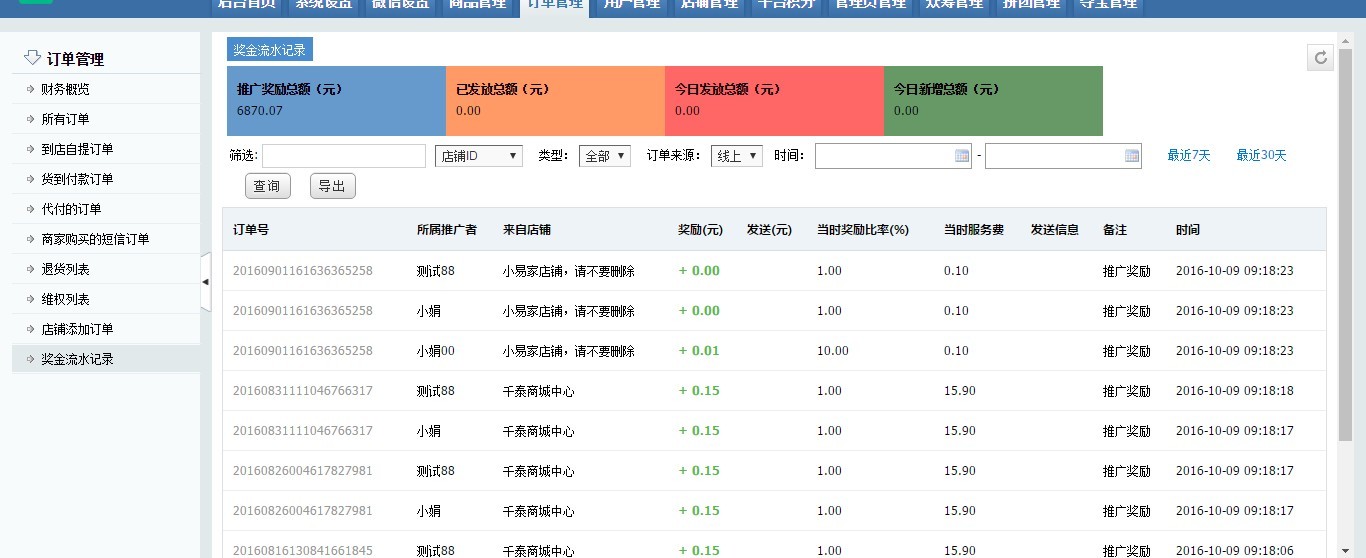 后台首页 系统设置 微信设置 商品管理 订单管理 用户管理 店铺管理 平台积分 管理员管理 众筹管理 拼团管理 夺宝管理
订单管理
财务概览
所有订单
到店自提订单
货到付款订单
代付的订单
商家购买的短信订单
退货列表
维权列表
店铺添加订单
奖金流水记录
奖金流水记录
推广奖励总额（元） 已发放总额（元） 今日发放总额（元） 今日新增总额（元）
6870.07 0.00 0.00 0.00
筛选: 店铺ID 类型： 全部 订单来源： 线上 时间： - 最近7天 最近30天
查询 导出
订单号 所属推广者 来自店铺 奖励(元) 发送(元) 当时奖励比率(%) 当时服务费 发送信息 备注 时间
20160901161636365258 测试88 小易家店铺，请不要删除 + 0.00 1.00 0.10 推广奖励 2016-10-09 09:18:23
20160901161636365258 小娟 小易家店铺，请不要删除 + 0.00 1.00 0.10 推广奖励 2016-10-09 09:18:23
20160901161636365258 小娟00 小易家店铺，请不要删除 + 0.01 10.00 0.10 推广奖励 2016-10-09 09:18:23
20160831111046766317 测试88 千泰商城中心 + 0.15 1.00 15.90 推广奖励 2016-10-09 09:18:18
20160831111046766317 小娟 千泰商城中心 + 0.15 1.00 15.90 推广奖励 2016-10-09 09:18:17
20160826004617827981 测试88 千泰商城中心 + 0.15 1.00 15.90 推广奖励 2016-10-09 09:18:17
20160826004617827981 小娟 千泰商城中心 + 0.15 1.00 15.90 推广奖励 2016-10-09 09:18:17
20160816130841661845 测试88 千泰商城中心 + 0.15 1.00 15.90 推广奖励 2016-10-09 09:18:06